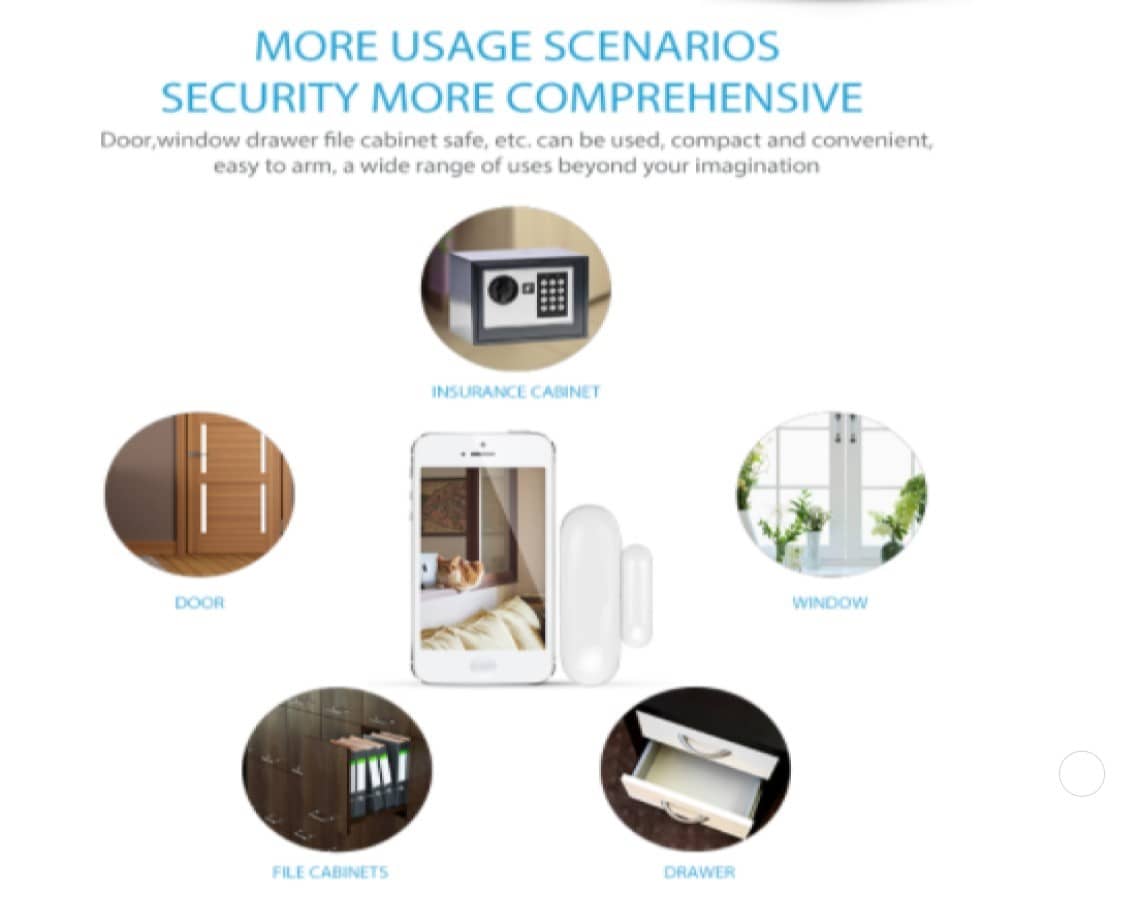 MORE USAGE SCENARIOS
SECURITY MORE COMPREHENSIVE
Door,window drawer file cabinet safe, etc. can be used, compact and convenient,
easy to arm, a wide range of uses beyond your imagination
INSURANCE CABINET
DOOR
WINDOW
FILE CABINETS
DRAWER